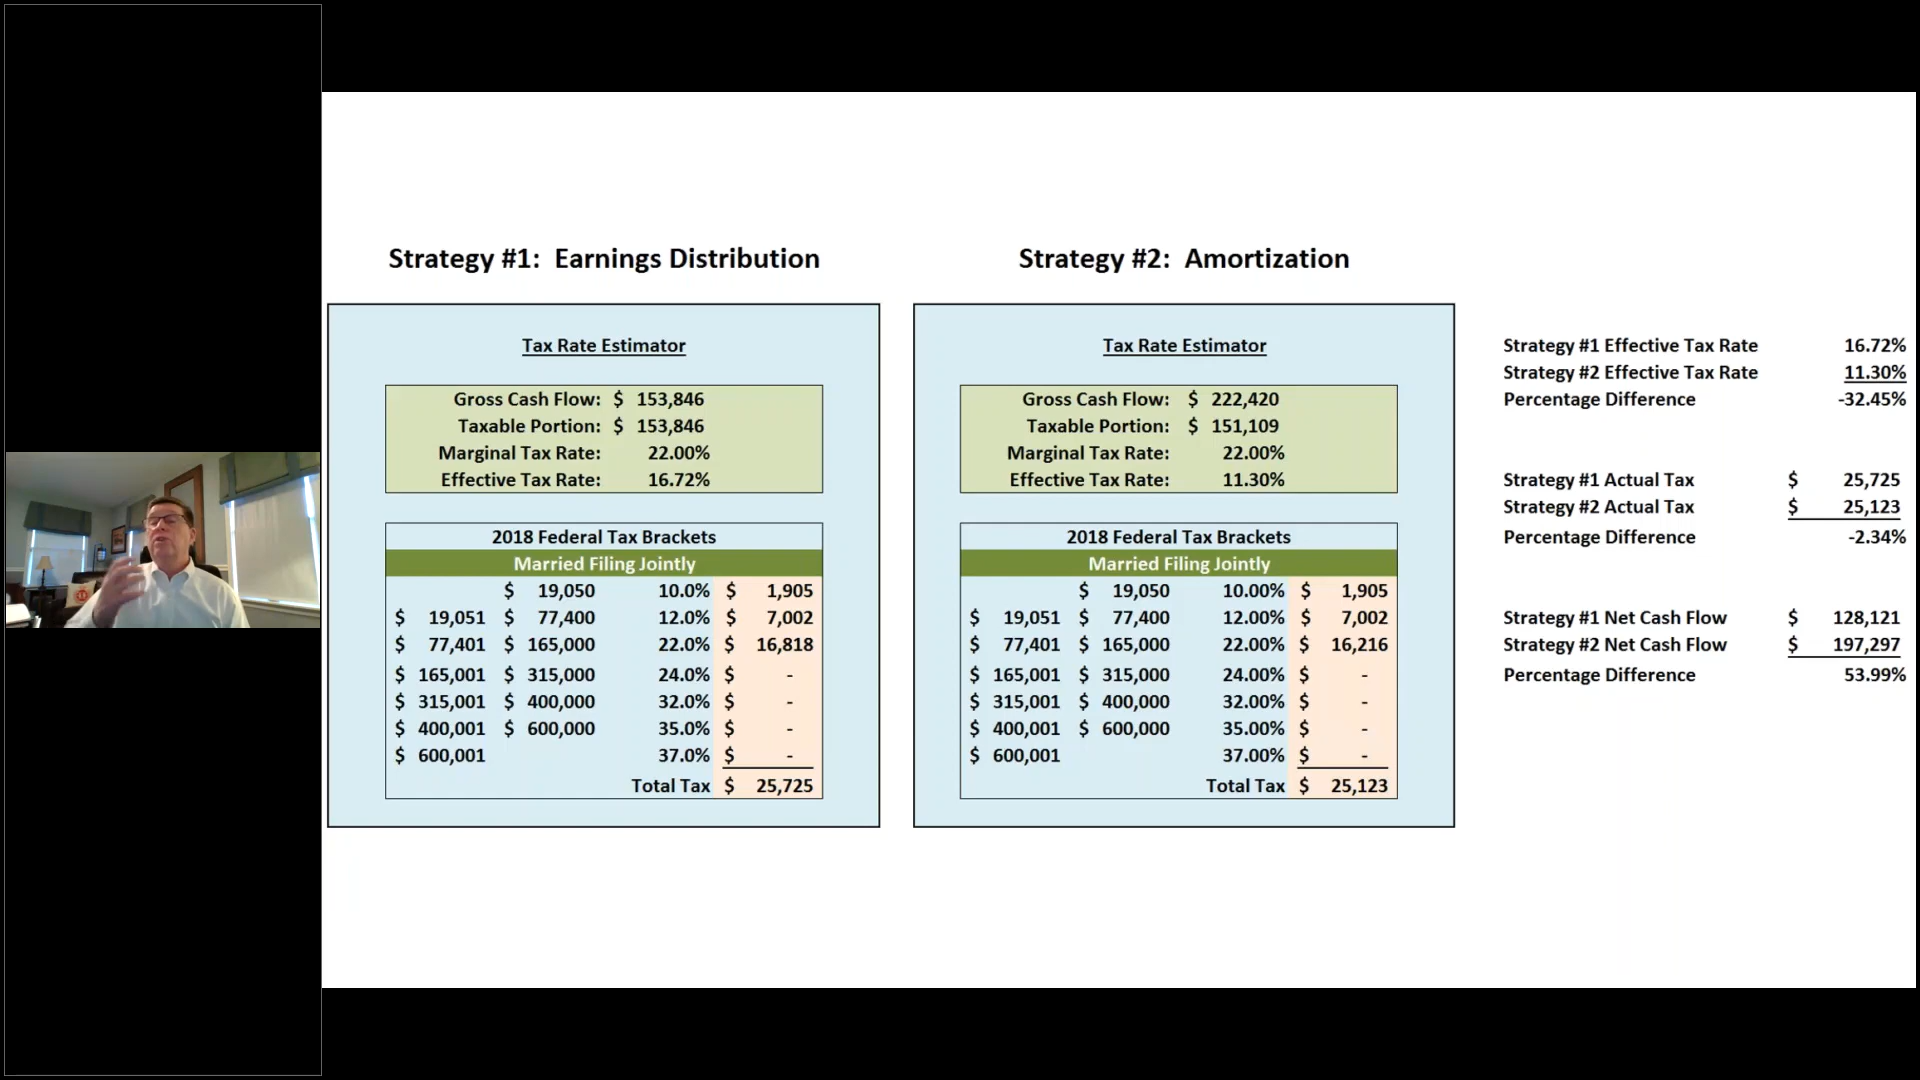 Strategy #1: Earnings Distribution
Tax Rate Estimator
Gross Cash Flow: $ 153,846
Taxable Portion: $ 153,846
Marginal Tax Rate: 22.00%
Effective Tax Rate: 16.72%
2018 Federal Tax Brackets
Married Filing Jointly
$ 19,050 10.0% $ 1,905
$ 19,051 $ 77,400 12.0% $ 7,002
$ 77,401 $ 165,000 22.0% $ 16,818
$ 165,001 $ 315,000 24.0% $ -
$ 315,001 $ 400,000 32.0% $ -
$ 400,001 $ 600,000 35.0% $ -
$ 600,001 37.0% $ -
Total Tax $ 25,725
Strategy #2: Amortization
Tax Rate Estimator
Gross Cash Flow: $ 222,420
Taxable Portion: $ 151,109
Marginal Tax Rate: 22.00%
Effective Tax Rate: 11.30%
2018 Federal Tax Brackets
Married Filing Jointly
$ 19,050 10.00% $ 1,905
$ 19,051 $ 77,400 12.00% $ 7,002
$ 77,401 $ 165,000 22.00% $ 16,216
$ 165,001 $ 315,000 24.00% $ -
$ 315,001 $ 400,000 32.00% $ -
$ 400,001 $ 600,000 35.00% $ -
$ 600,001 37.00% $ -
Total Tax $ 25,123
Strategy #1 Effective Tax Rate 16.72%
Strategy #2 Effective Tax Rate 11.30%
Percentage Difference -32.45%
Strategy #1 Actual Tax $ 25,725
Strategy #2 Actual Tax $ 25,123
Percentage Difference -2.34%
Strategy #1 Net Cash Flow $ 128,121
Strategy #2 Net Cash Flow $ 197,297
Percentage Difference 53.99%